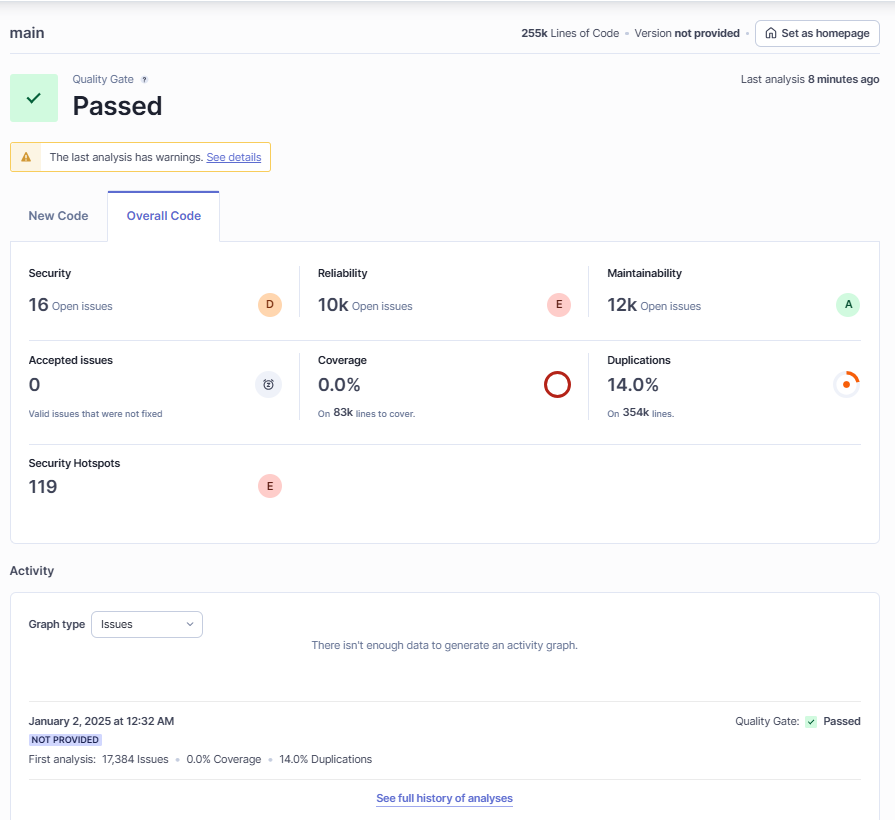 main
255k Lines of Code • Version not provided • Set as homepage
Quality Gate ?
Passed
Last analysis 8 minutes ago
The last analysis has warnings. See details
New Code
Overall Code
Security
16 Open issues
D
Reliability
10k Open issues
E
Maintainability
12k Open issues
A
Accepted issues
0
Valid issues that were not fixed
Coverage
0.0%
On 83k lines to cover.
Duplications
14.0%
On 354k lines.
Security Hotspots
119
E
Activity
Graph type Issues
There isn't enough data to generate an activity graph.
January 2, 2025 at 12:32 AM
Quality Gate: Passed
NOT PROVIDED
First analysis: 17,384 Issues • 0.0% Coverage • 14.0% Duplications
See full history of analyses